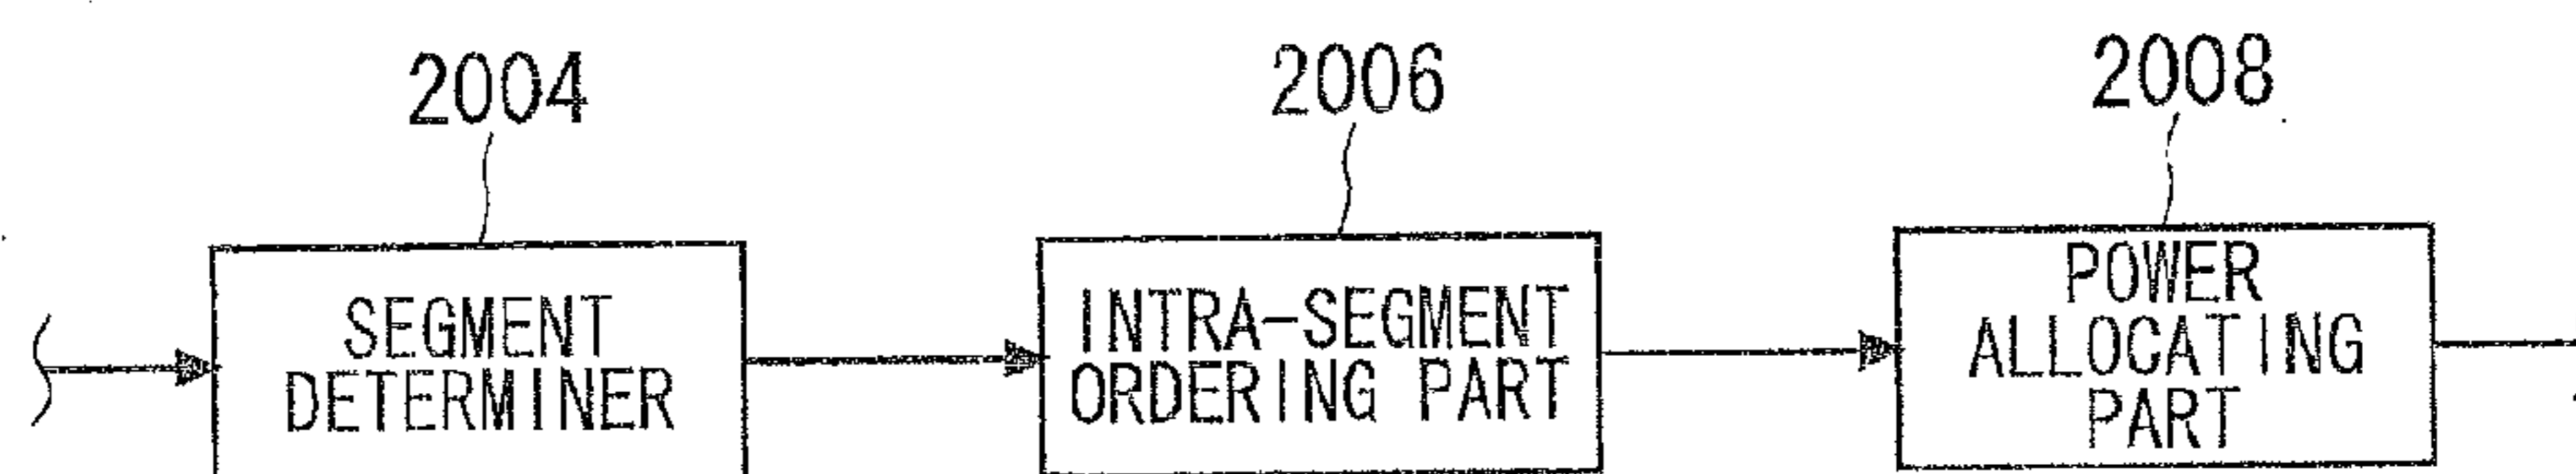 2004
2006
2008
SEGMENT
DETERMINER
INTRA-SEGMENT
ORDERING PART
POWER
ALLOCATING
PART